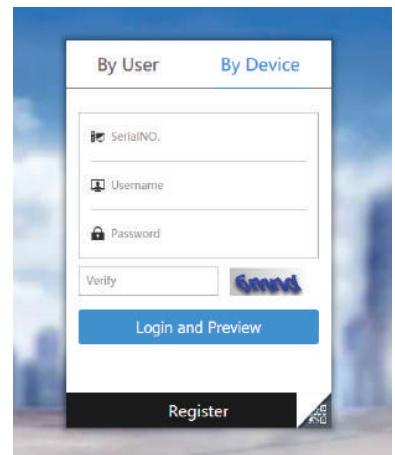 By User By Device
SerialNO.
Username
Password
Verify
Login and Preview
Register